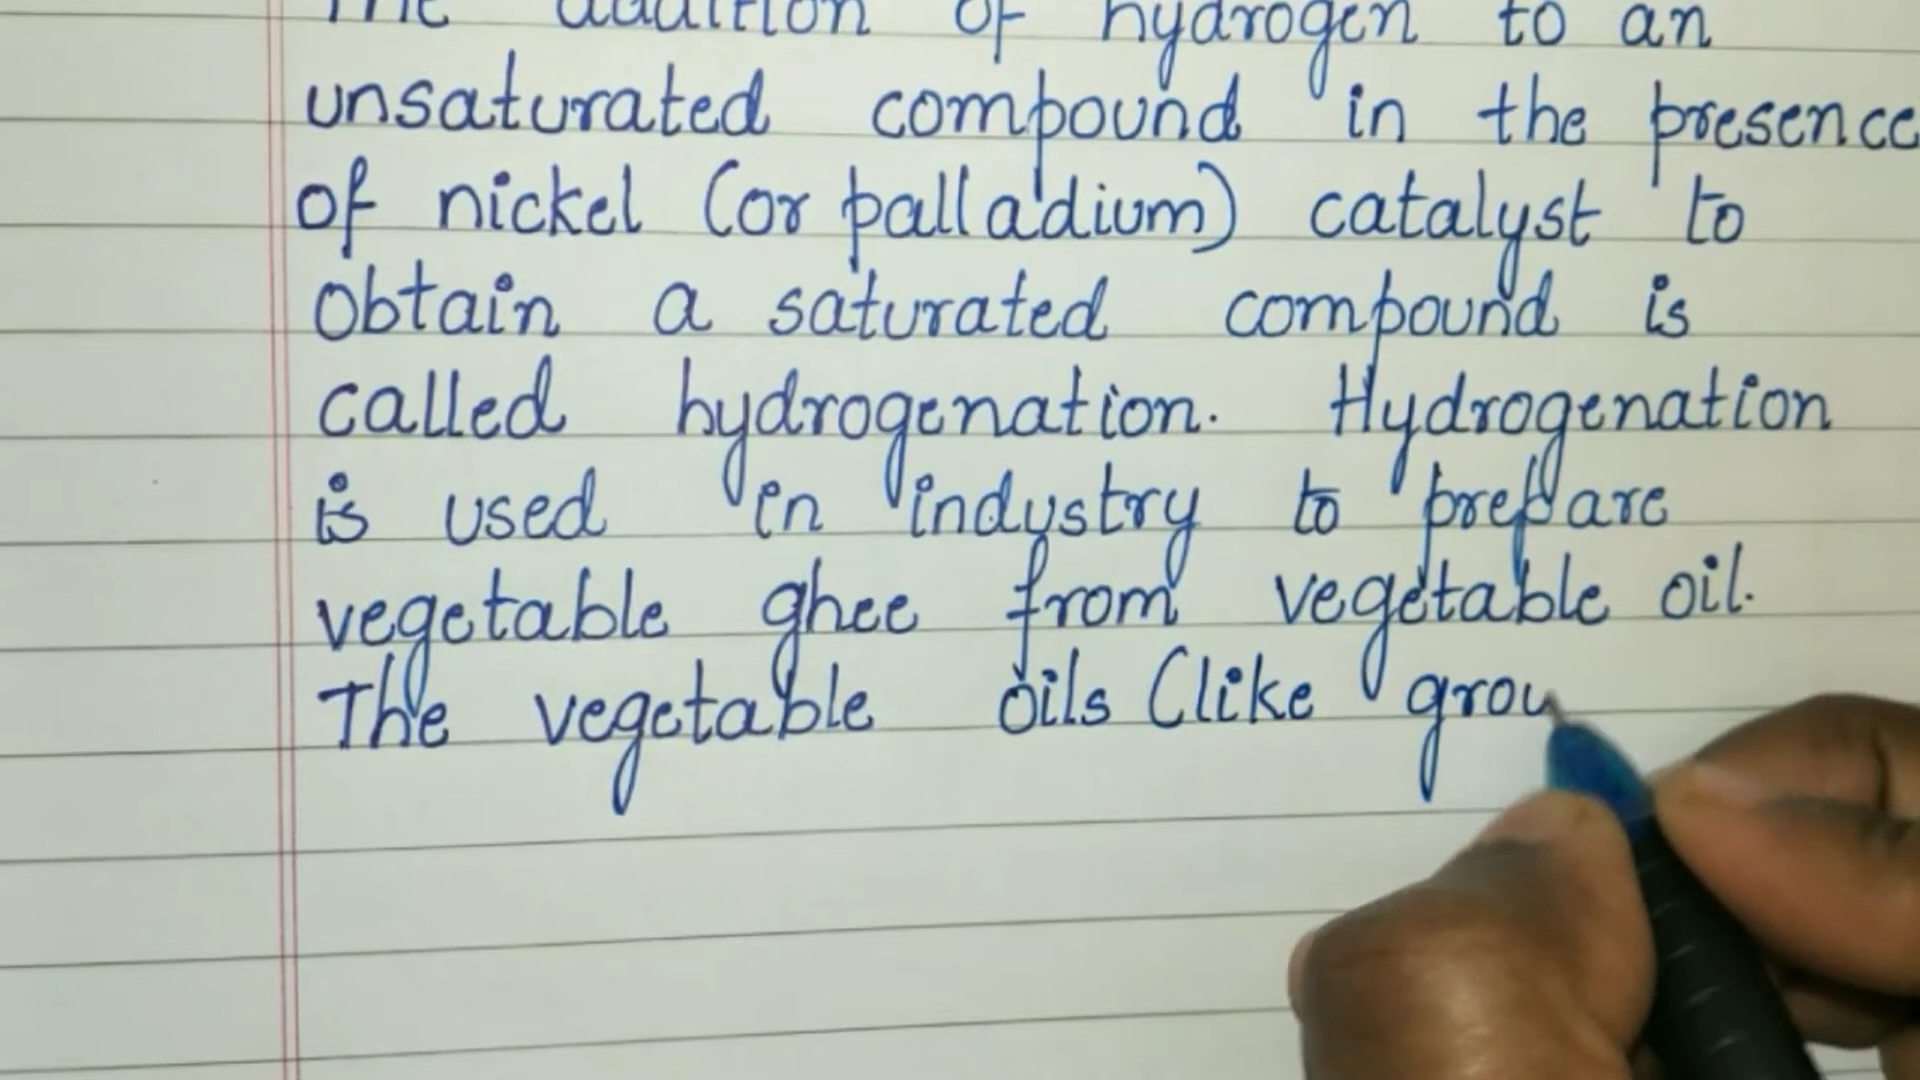 The addition of hydrogen to an
unsaturated compound in the presence
of nickel (or palladium) catalyst to
obtain a saturated compound is
called hydrogenation. Hydrogenation
is used in industry to prepare
vegetable ghee from vegetable oil.
The vegetable oils (like grou